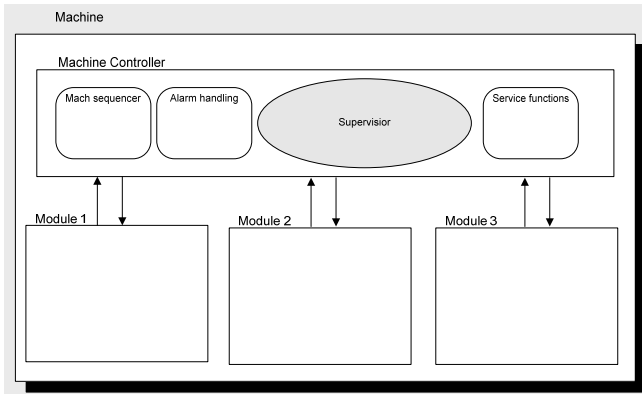 Machine
Machine Controller
Mach sequencer
Alarm handling
Supervisior
Service functions
Module 1
Module 2
Module 3